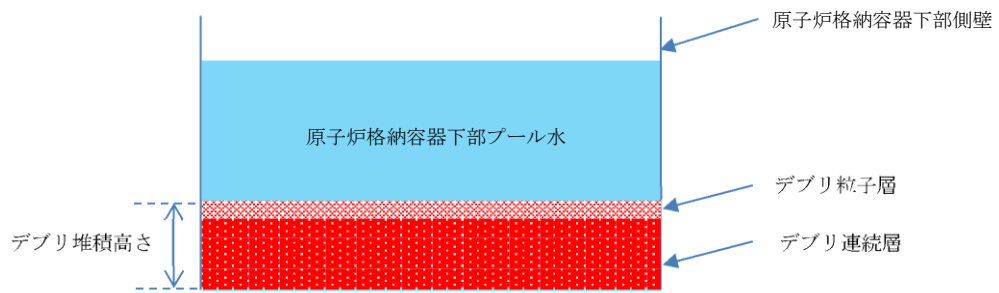 原子炉格納容器下部側壁
原子炉格納容器下部プール水
デブリ粒子層
デブリ堆積高さ
デブリ連続層